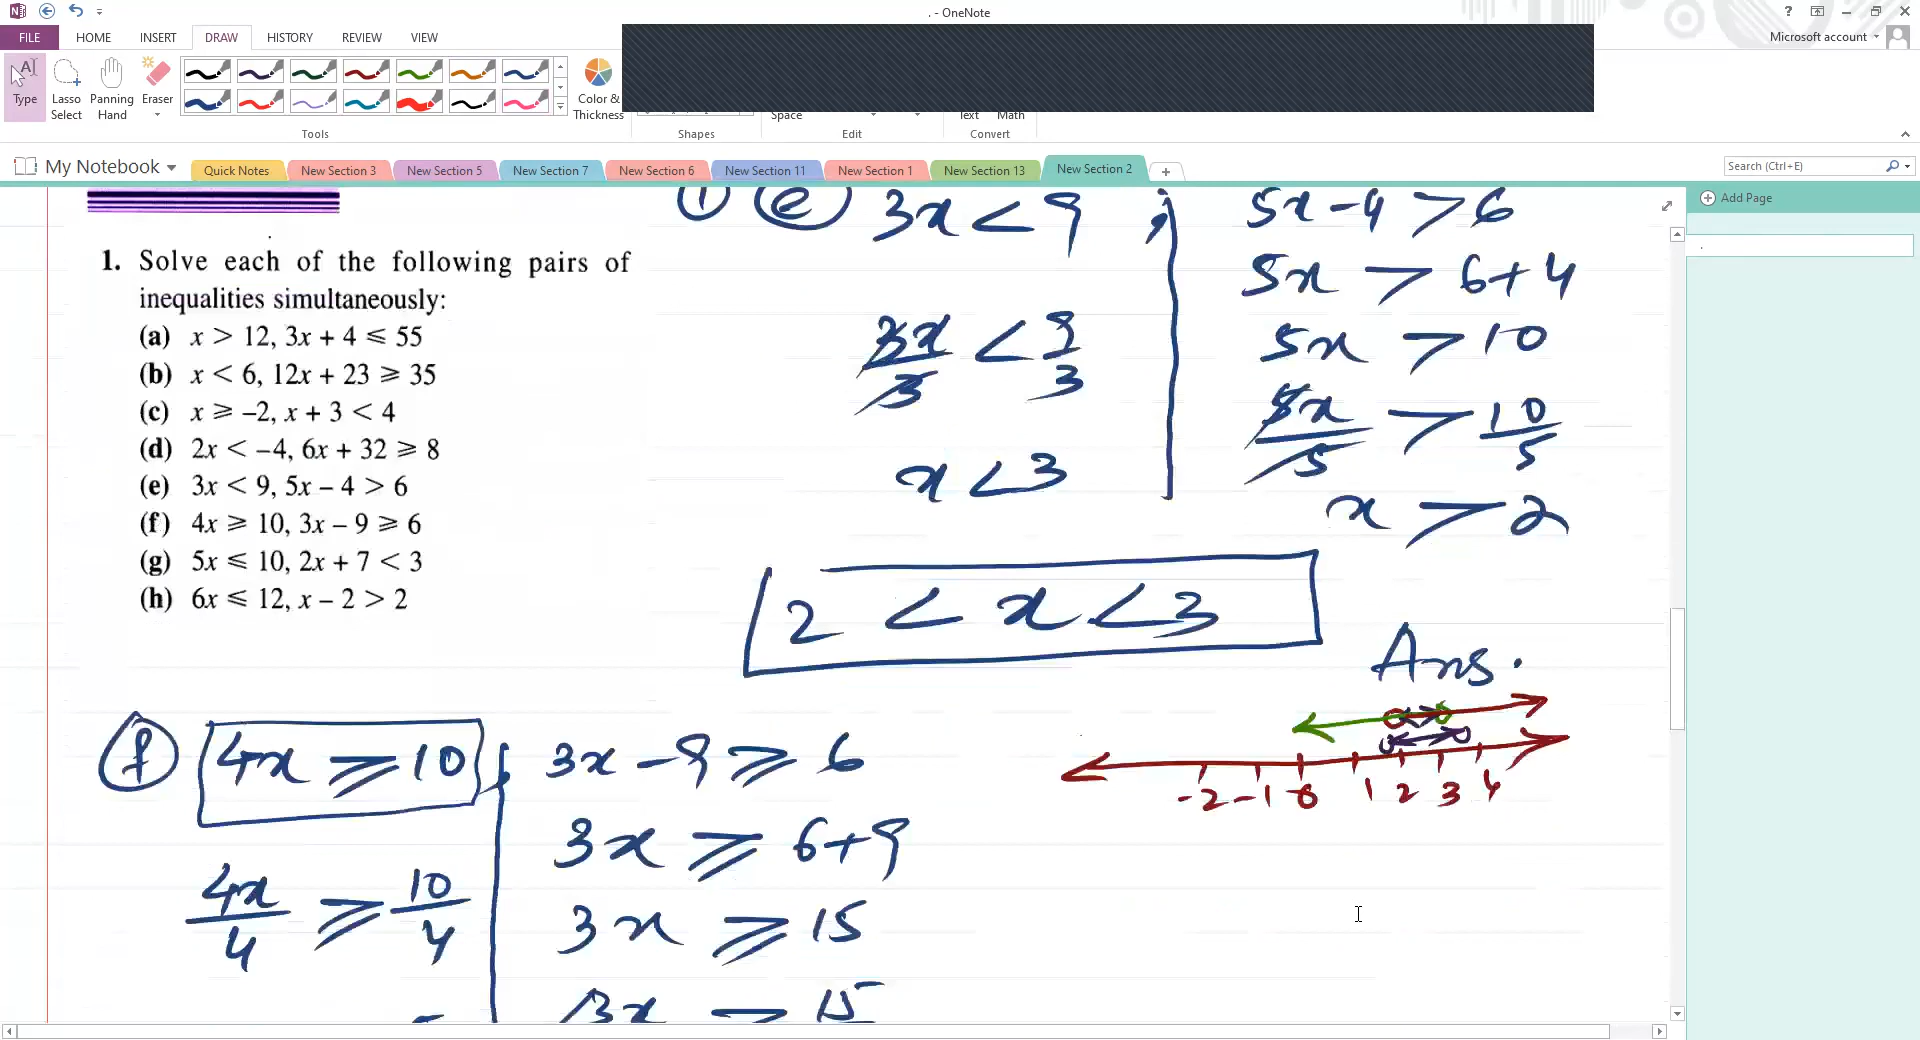 . - OneNote
FILE HOME INSERT DRAW HISTORY REVIEW VIEW
Microsoft account
Type
Lasso Select
Panning Hand
Eraser
Color & Thickness
Space
Text Math
Tools Shapes Edit Convert
My Notebook Quick Notes New Section 3 New Section 5 New Section 7 New Section 6 New Section 11 New Section 1 New Section 13 New Section 2
Search (Ctrl+E)
Add Page
1. Solve each of the following pairs of
inequalities simultaneously:
(a) x > 12, 3x + 4 ⩽ 55
(b) x < 6, 12x + 23 ⩾ 35
(c) x ⩾ –2, x + 3 < 4
(d) 2x < –4, 6x + 32 ⩾ 8
(e) 3x < 9, 5x – 4 > 6
(f) 4x ⩾ 10, 3x – 9 ⩾ 6
(g) 5x ⩽ 10, 2x + 7 < 3
(h) 6x ⩽ 12, x – 2 > 2
① ⓔ 3x < 9 ;
3x/3 < 9/3
x < 3
5x - 4 > 6
5x > 6 + 4
5x > 10
5x/5 > 10/5
x > 2
2 < x < 3
Ans.
-2 -1 0 1 2 3 4
ⓕ 4x ⩾ 10 ;
4x/4 ⩾ 10/4
3x - 9 ⩾ 6
3x ⩾ 6 + 9
3x ⩾ 15
3x 15